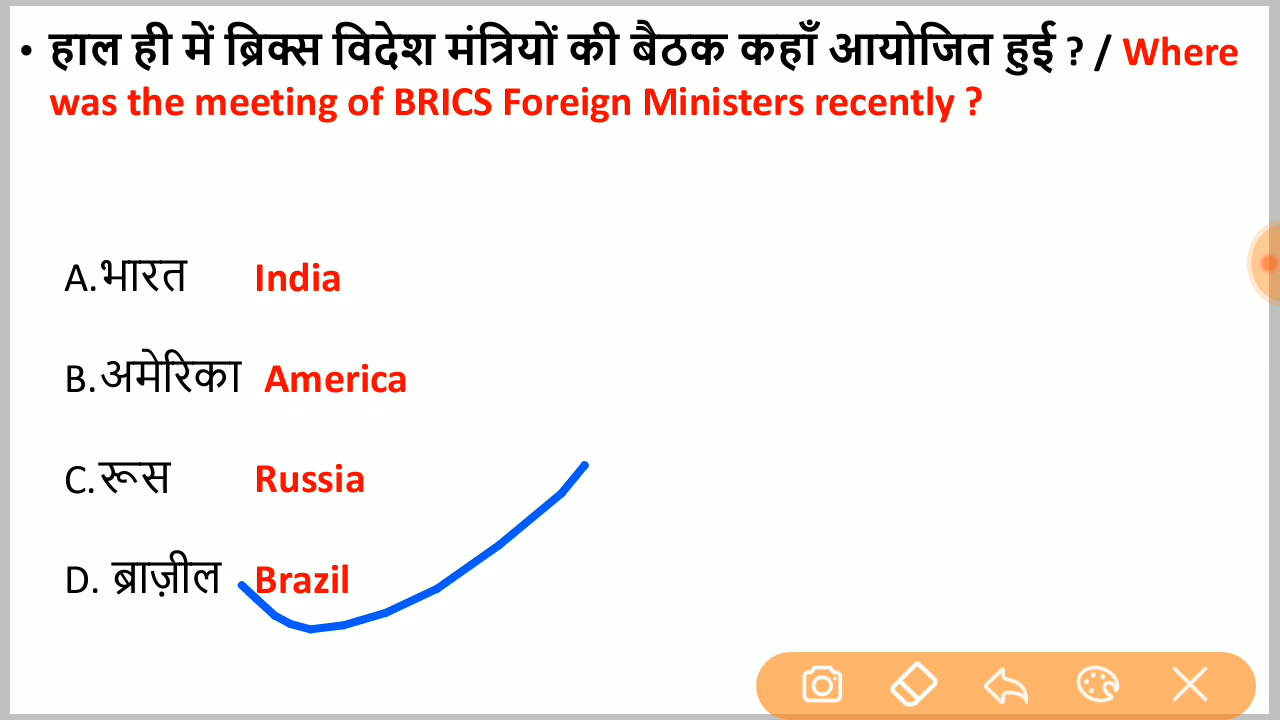 • हाल ही में ब्रिक्स विदेश मंत्रियों की बैठक कहाँ आयोजित हुई ? / Where
was the meeting of BRICS Foreign Ministers recently ?
A.भारत India
B.अमेरिका America
C.रूस Russia
D. ब्राज़ील Brazil